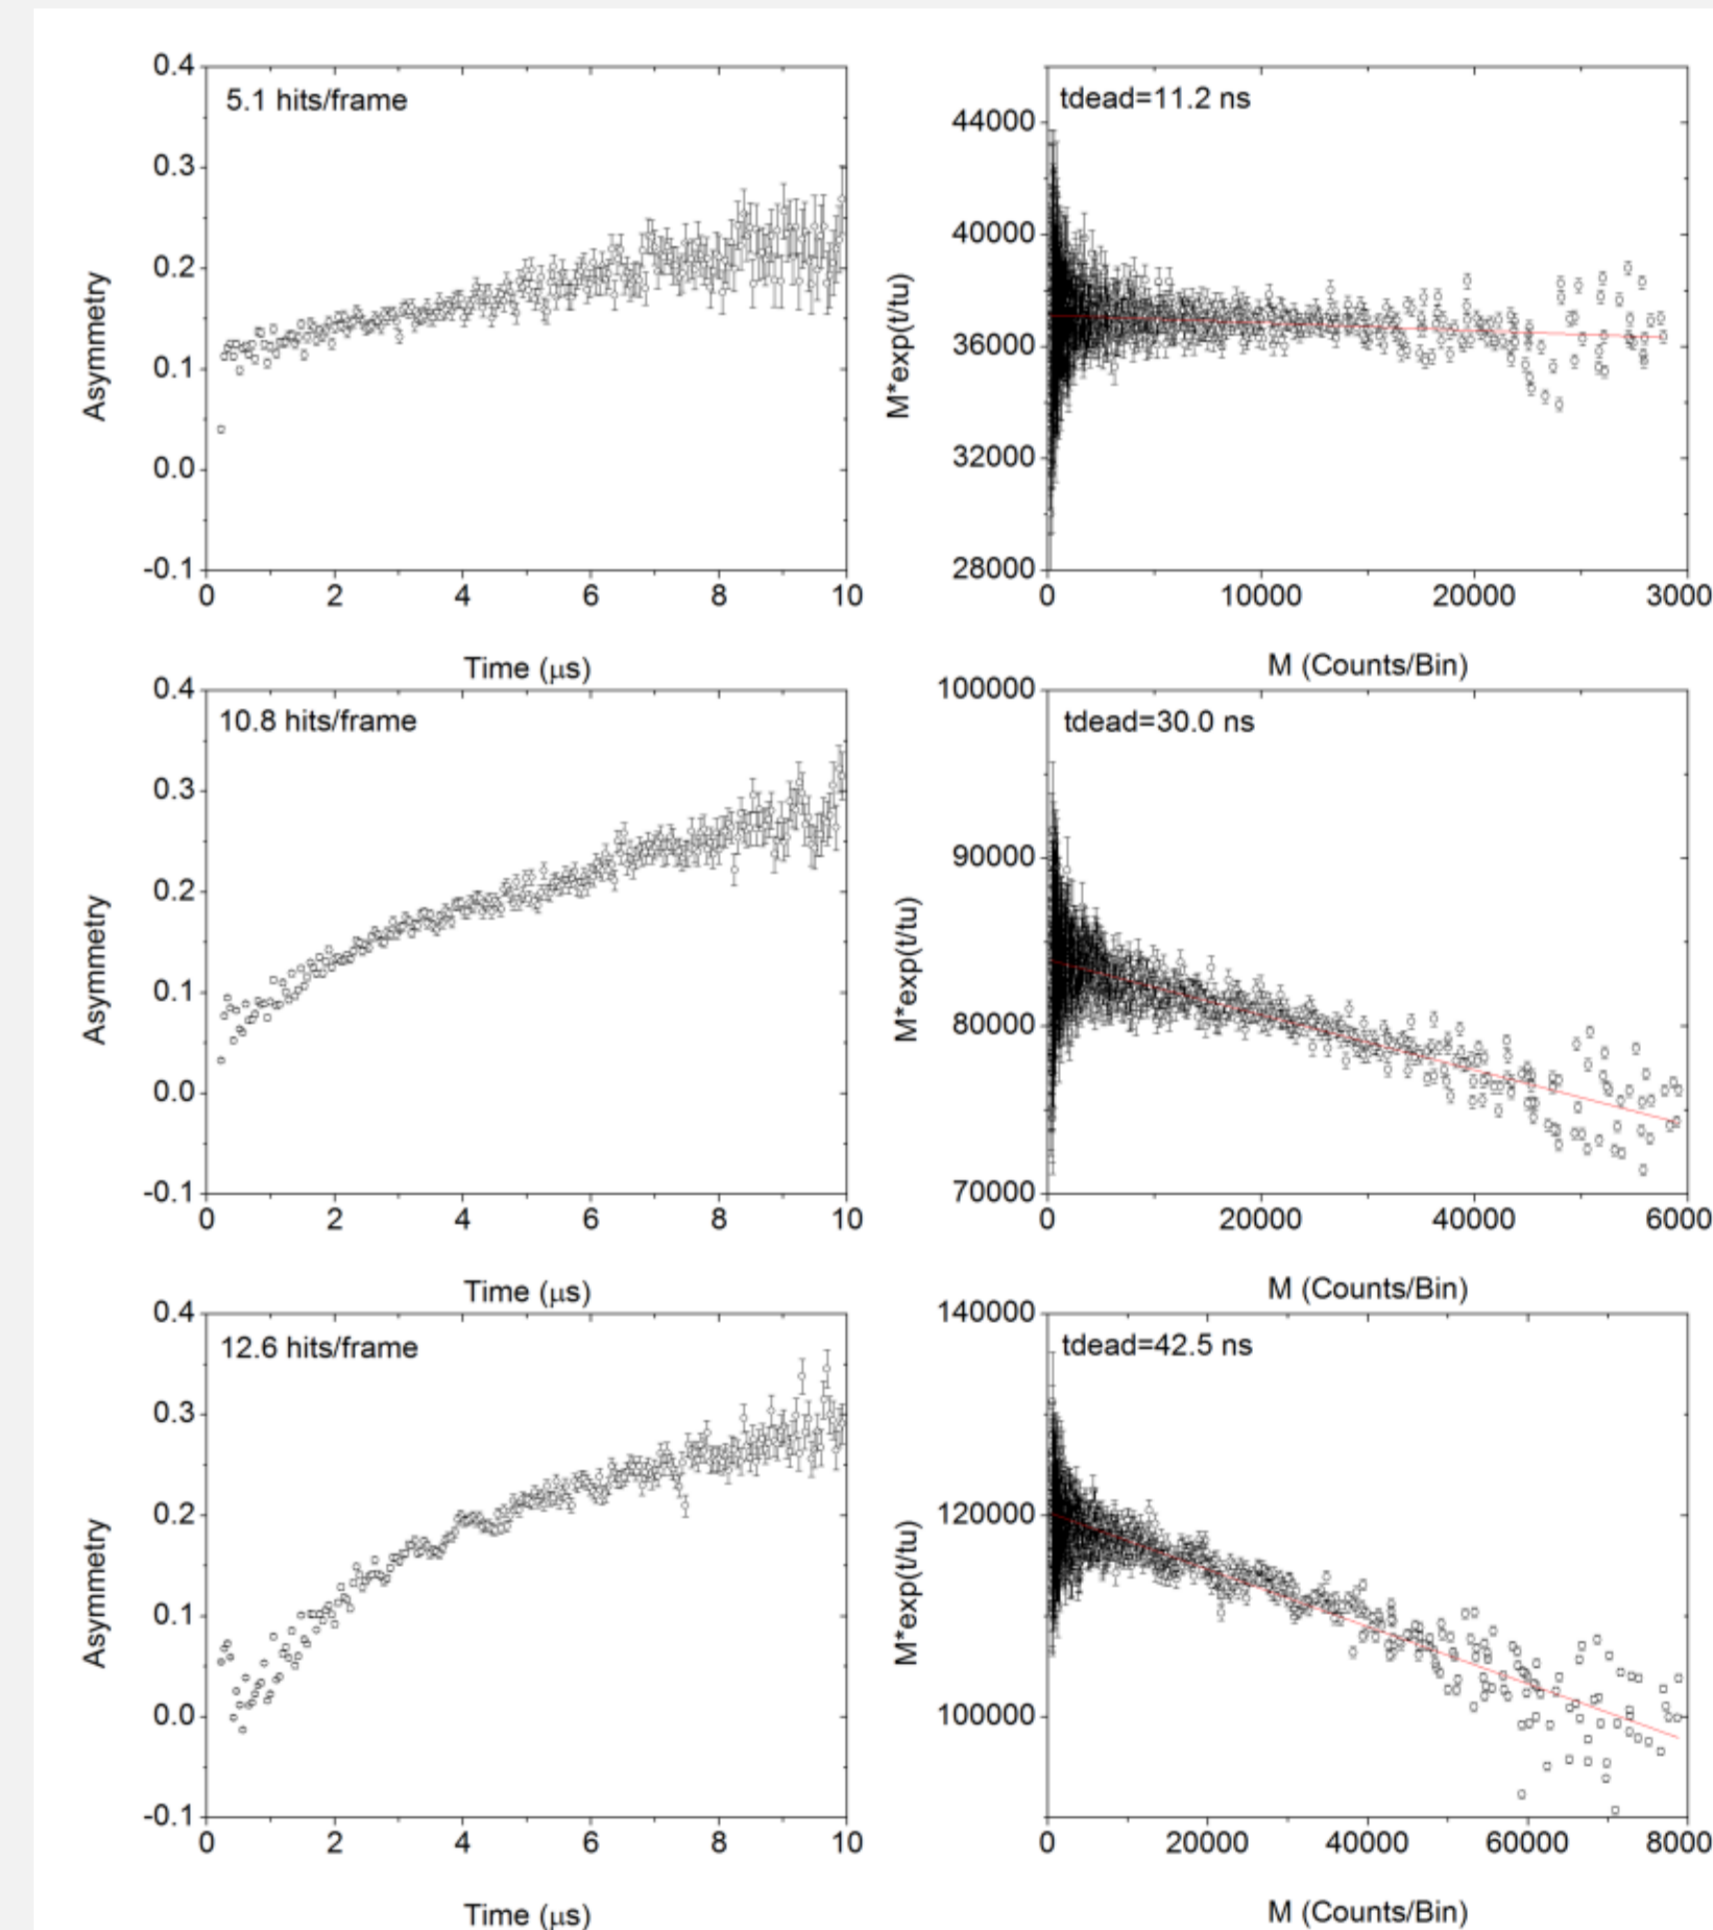 0.4
0.3
0.2
0.1
0.0
-0.1
Asymmetry
5.1 hits/frame
0 2 4 6 8 10
Time (μs)
44000
40000
36000
32000
28000
M*exp(t/tu)
tdead=11.2 ns
0 10000 20000 3000
M (Counts/Bin)
0.4
0.3
0.2
0.1
0.0
-0.1
Asymmetry
10.8 hits/frame
0 2 4 6 8 10
Time (μs)
100000
90000
80000
70000
M*exp(t/tu)
tdead=30.0 ns
0 20000 40000 6000
M (Counts/Bin)
0.4
0.3
0.2
0.1
0.0
-0.1
Asymmetry
12.6 hits/frame
0 2 4 6 8 10
Time (μs)
140000
120000
100000
M*exp(t/tu)
tdead=42.5 ns
0 20000 40000 60000 8000
M (Counts/Bin)